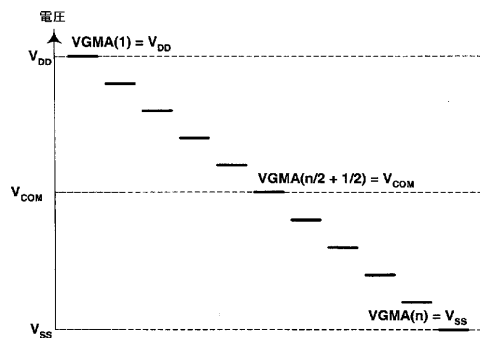 電圧
VGMA(1) = VDD
VDD
VGMA(n/2 + 1/2) = VCOM
VCOM
VGMA(n) = VSS
VSS